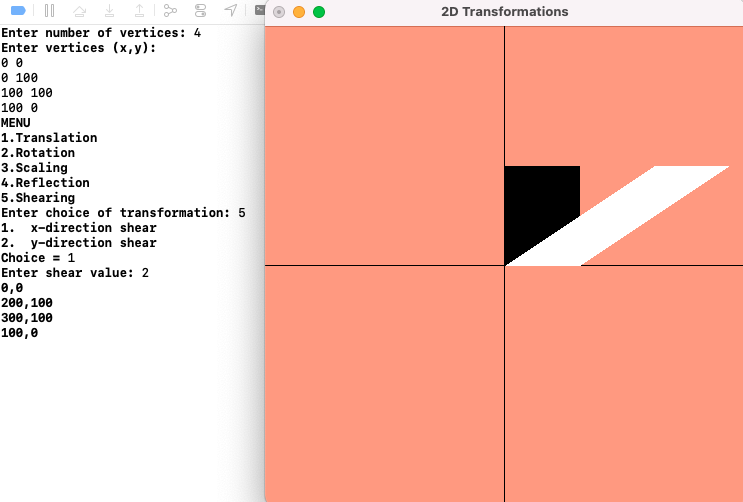 2D Transformations
Enter number of vertices: 4
Enter vertices (x,y):
0 0
0 100
100 100
100 0
MENU
1.Translation
2.Rotation
3.Scaling
4.Reflection
5.Shearing
Enter choice of transformation: 5
1.  x-direction shear
2.  y-direction shear
Choice = 1
Enter shear value: 2
0,0
200,100
300,100
100,0